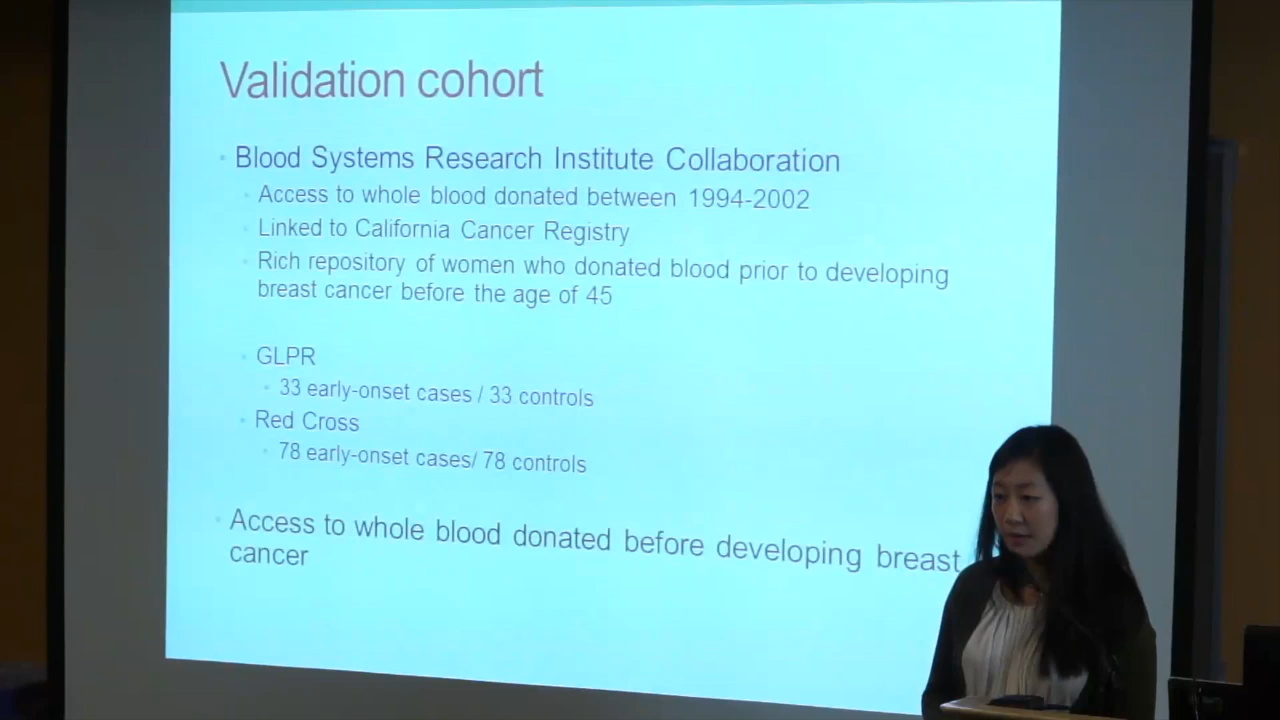 Validation cohort
Blood Systems Research Institute Collaboration
Access to whole blood donated between 1994-2002
Linked to California Cancer Registry
Rich repository of women who donated blood prior to developing
breast cancer before the age of 45
GLPR
33 early-onset cases / 33 controls
Red Cross
78 early-onset cases/ 78 controls
Access to whole blood donated before developing breast
cancer